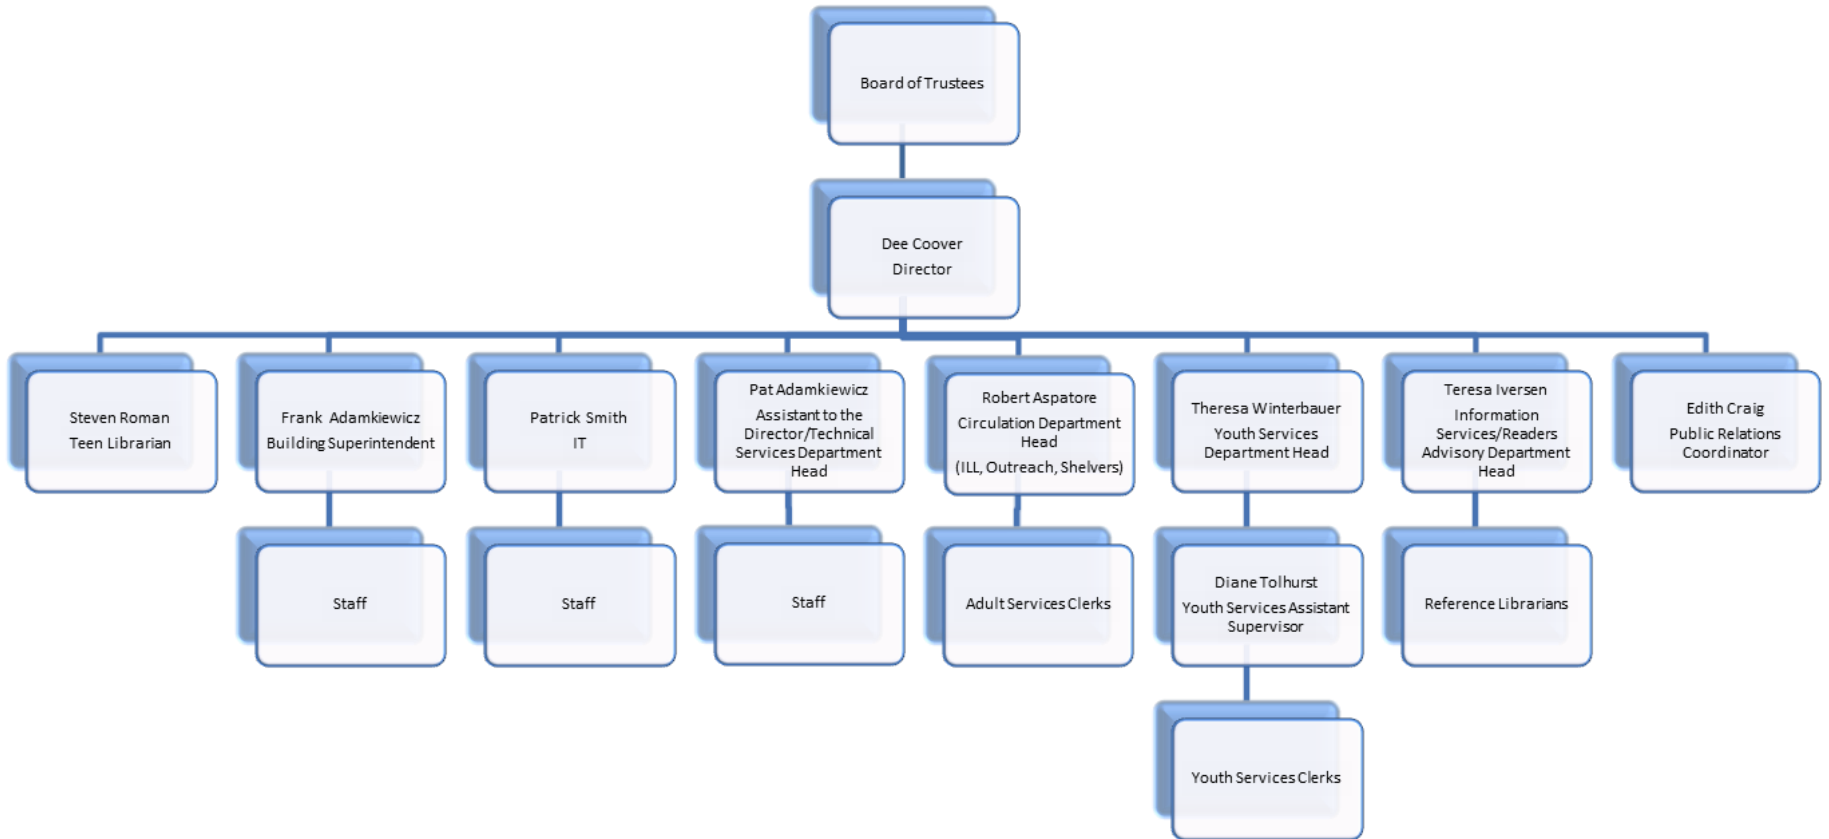 Board of Trustees
Dee Coover
Director
Steven Roman
Teen Librarian
Frank Adamkiewicz
Building Superintendent
Patrick Smith
IT
Pat Adamkiewicz
Assistant to the
Director/Technical
Services Department
Head
Robert Aspatore
Circulation Department
Head
(ILL, Outreach, Shelvers)
Theresa Winterbauer
Youth Services
Department Head
Teresa Iversen
Information
Services/Readers
Advisory Department
Head
Edith Craig
Public Relations
Coordinator
Staff
Staff
Staff
Adult Services Clerks
Diane Tolhurst
Youth Services Assistant
Supervisor
Reference Librarians
Youth Services Clerks